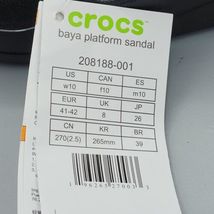 crocs
baya platform sandal
208188-001
US CA ES
w10 f10 m10
EUR UK JP
41-42 8 26
CN KR BR
270(2.5) 265mm 39